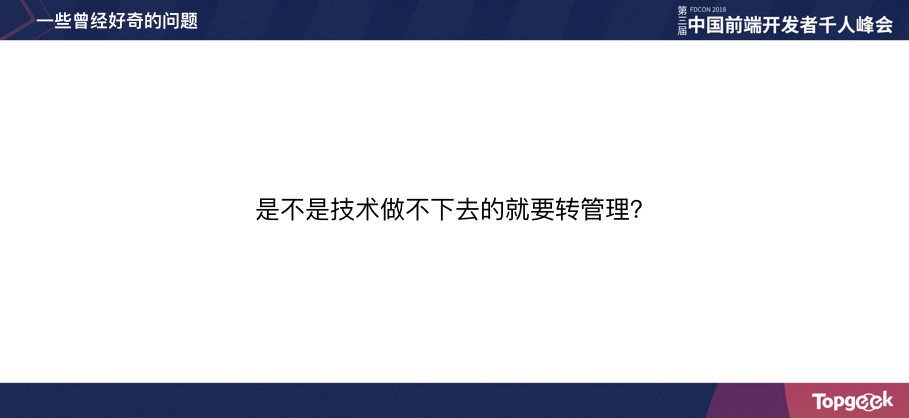 一些曾经好奇的问题
第三届
FDCON 2018
中国前端开发者千人峰会
是不是技术做不下去的就要转管理?
Topgeek